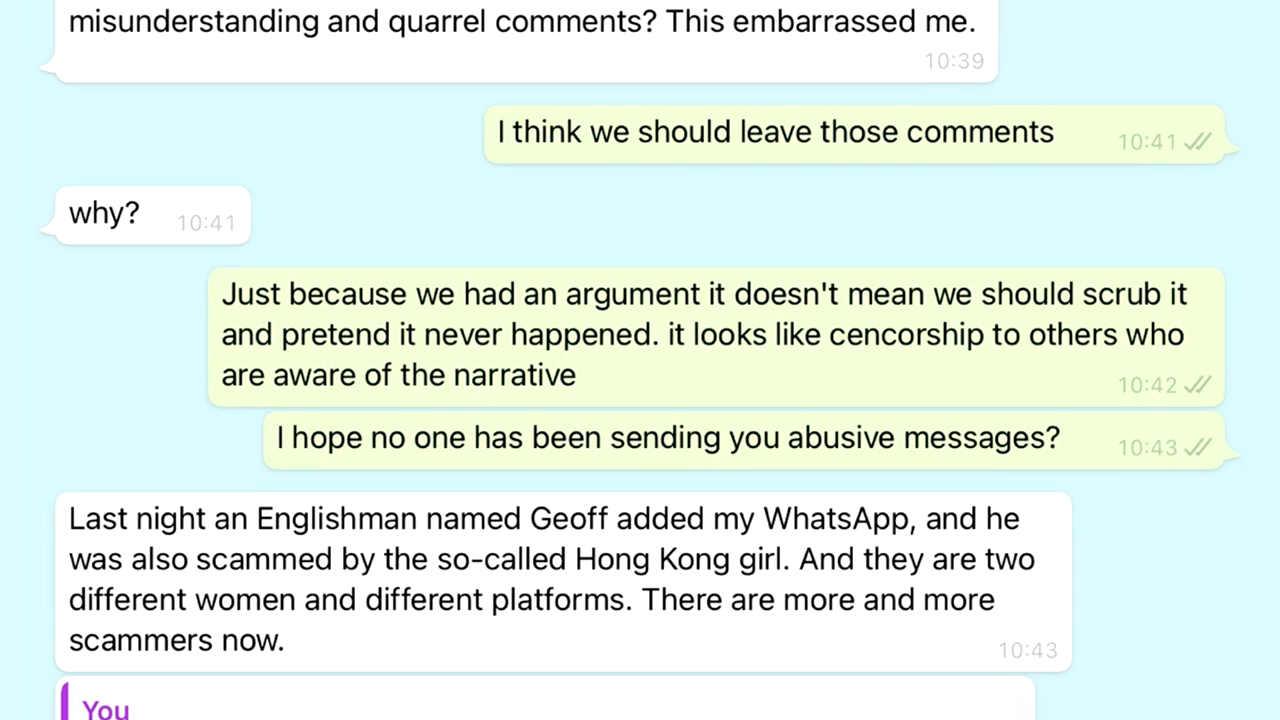 misunderstanding and quarrel comments? This embarrassed me.
10:39
I think we should leave those comments
10:41
why?
10:41
Just because we had an argument it doesn't mean we should scrub it
and pretend it never happened. it looks like cencorship to others who
are aware of the narrative
10:42
I hope no one has been sending you abusive messages?
10:43
Last night an Englishman named Geoff added my WhatsApp, and he
was also scammed by the so-called Hong Kong girl. And they are two
different women and different platforms. There are more and more
scammers now.
10:43
You